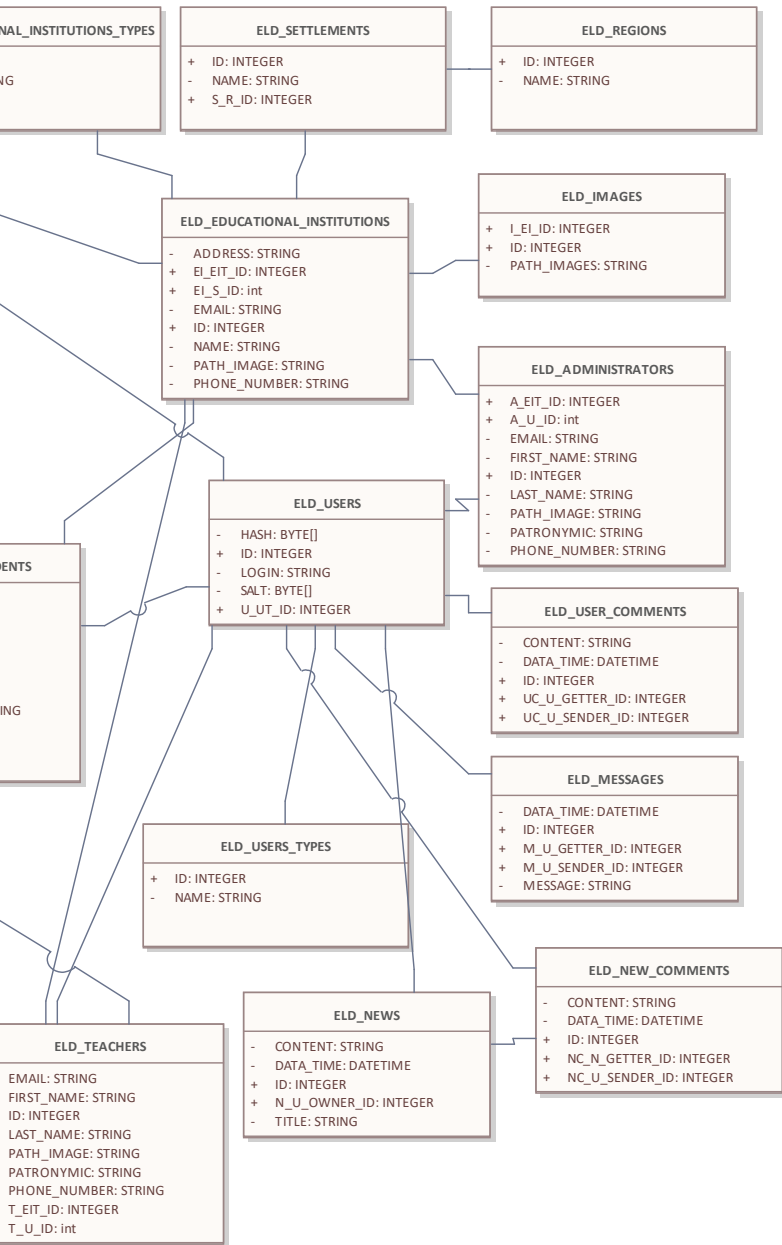 NAL_INSTITUTIONS_TYPES
NG
ELD_SETTLEMENTS
+ ID: INTEGER
- NAME: STRING
+ S_R_ID: INTEGER
ELD_REGIONS
+ ID: INTEGER
- NAME: STRING
ELD_EDUCATIONAL_INSTITUTIONS
- ADDRESS: STRING
+ EI_EIT_ID: INTEGER
+ EI_S_ID: int
- EMAIL: STRING
+ ID: INTEGER
- NAME: STRING
- PATH_IMAGE: STRING
- PHONE_NUMBER: STRING
ELD_IMAGES
+ I_EI_ID: INTEGER
+ ID: INTEGER
- PATH_IMAGES: STRING
ELD_ADMINISTRATORS
+ A_EIT_ID: INTEGER
+ A_U_ID: int
- EMAIL: STRING
- FIRST_NAME: STRING
+ ID: INTEGER
- LAST_NAME: STRING
- PATH_IMAGE: STRING
- PATRONYMIC: STRING
- PHONE_NUMBER: STRING
ELD_USERS
- HASH: BYTE[]
+ ID: INTEGER
- LOGIN: STRING
- SALT: BYTE[]
+ U_UT_ID: INTEGER
ENTS
ING
ELD_USER_COMMENTS
- CONTENT: STRING
- DATA_TIME: DATETIME
+ ID: INTEGER
+ UC_U_GETTER_ID: INTEGER
+ UC_U_SENDER_ID: INTEGER
ELD_MESSAGES
- DATA_TIME: DATETIME
+ ID: INTEGER
+ M_U_GETTER_ID: INTEGER
+ M_U_SENDER_ID: INTEGER
- MESSAGE: STRING
ELD_USERS_TYPES
+ ID: INTEGER
- NAME: STRING
ELD_NEW_COMMENTS
- CONTENT: STRING
- DATA_TIME: DATETIME
+ ID: INTEGER
+ NC_N_GETTER_ID: INTEGER
+ NC_U_SENDER_ID: INTEGER
ELD_NEWS
- CONTENT: STRING
- DATA_TIME: DATETIME
+ ID: INTEGER
+ N_U_OWNER_ID: INTEGER
- TITLE: STRING
ELD_TEACHERS
EMAIL: STRING
FIRST_NAME: STRING
ID: INTEGER
LAST_NAME: STRING
PATH_IMAGE: STRING
PATRONYMIC: STRING
PHONE_NUMBER: STRING
T_EIT_ID: INTEGER
T_U_ID: int